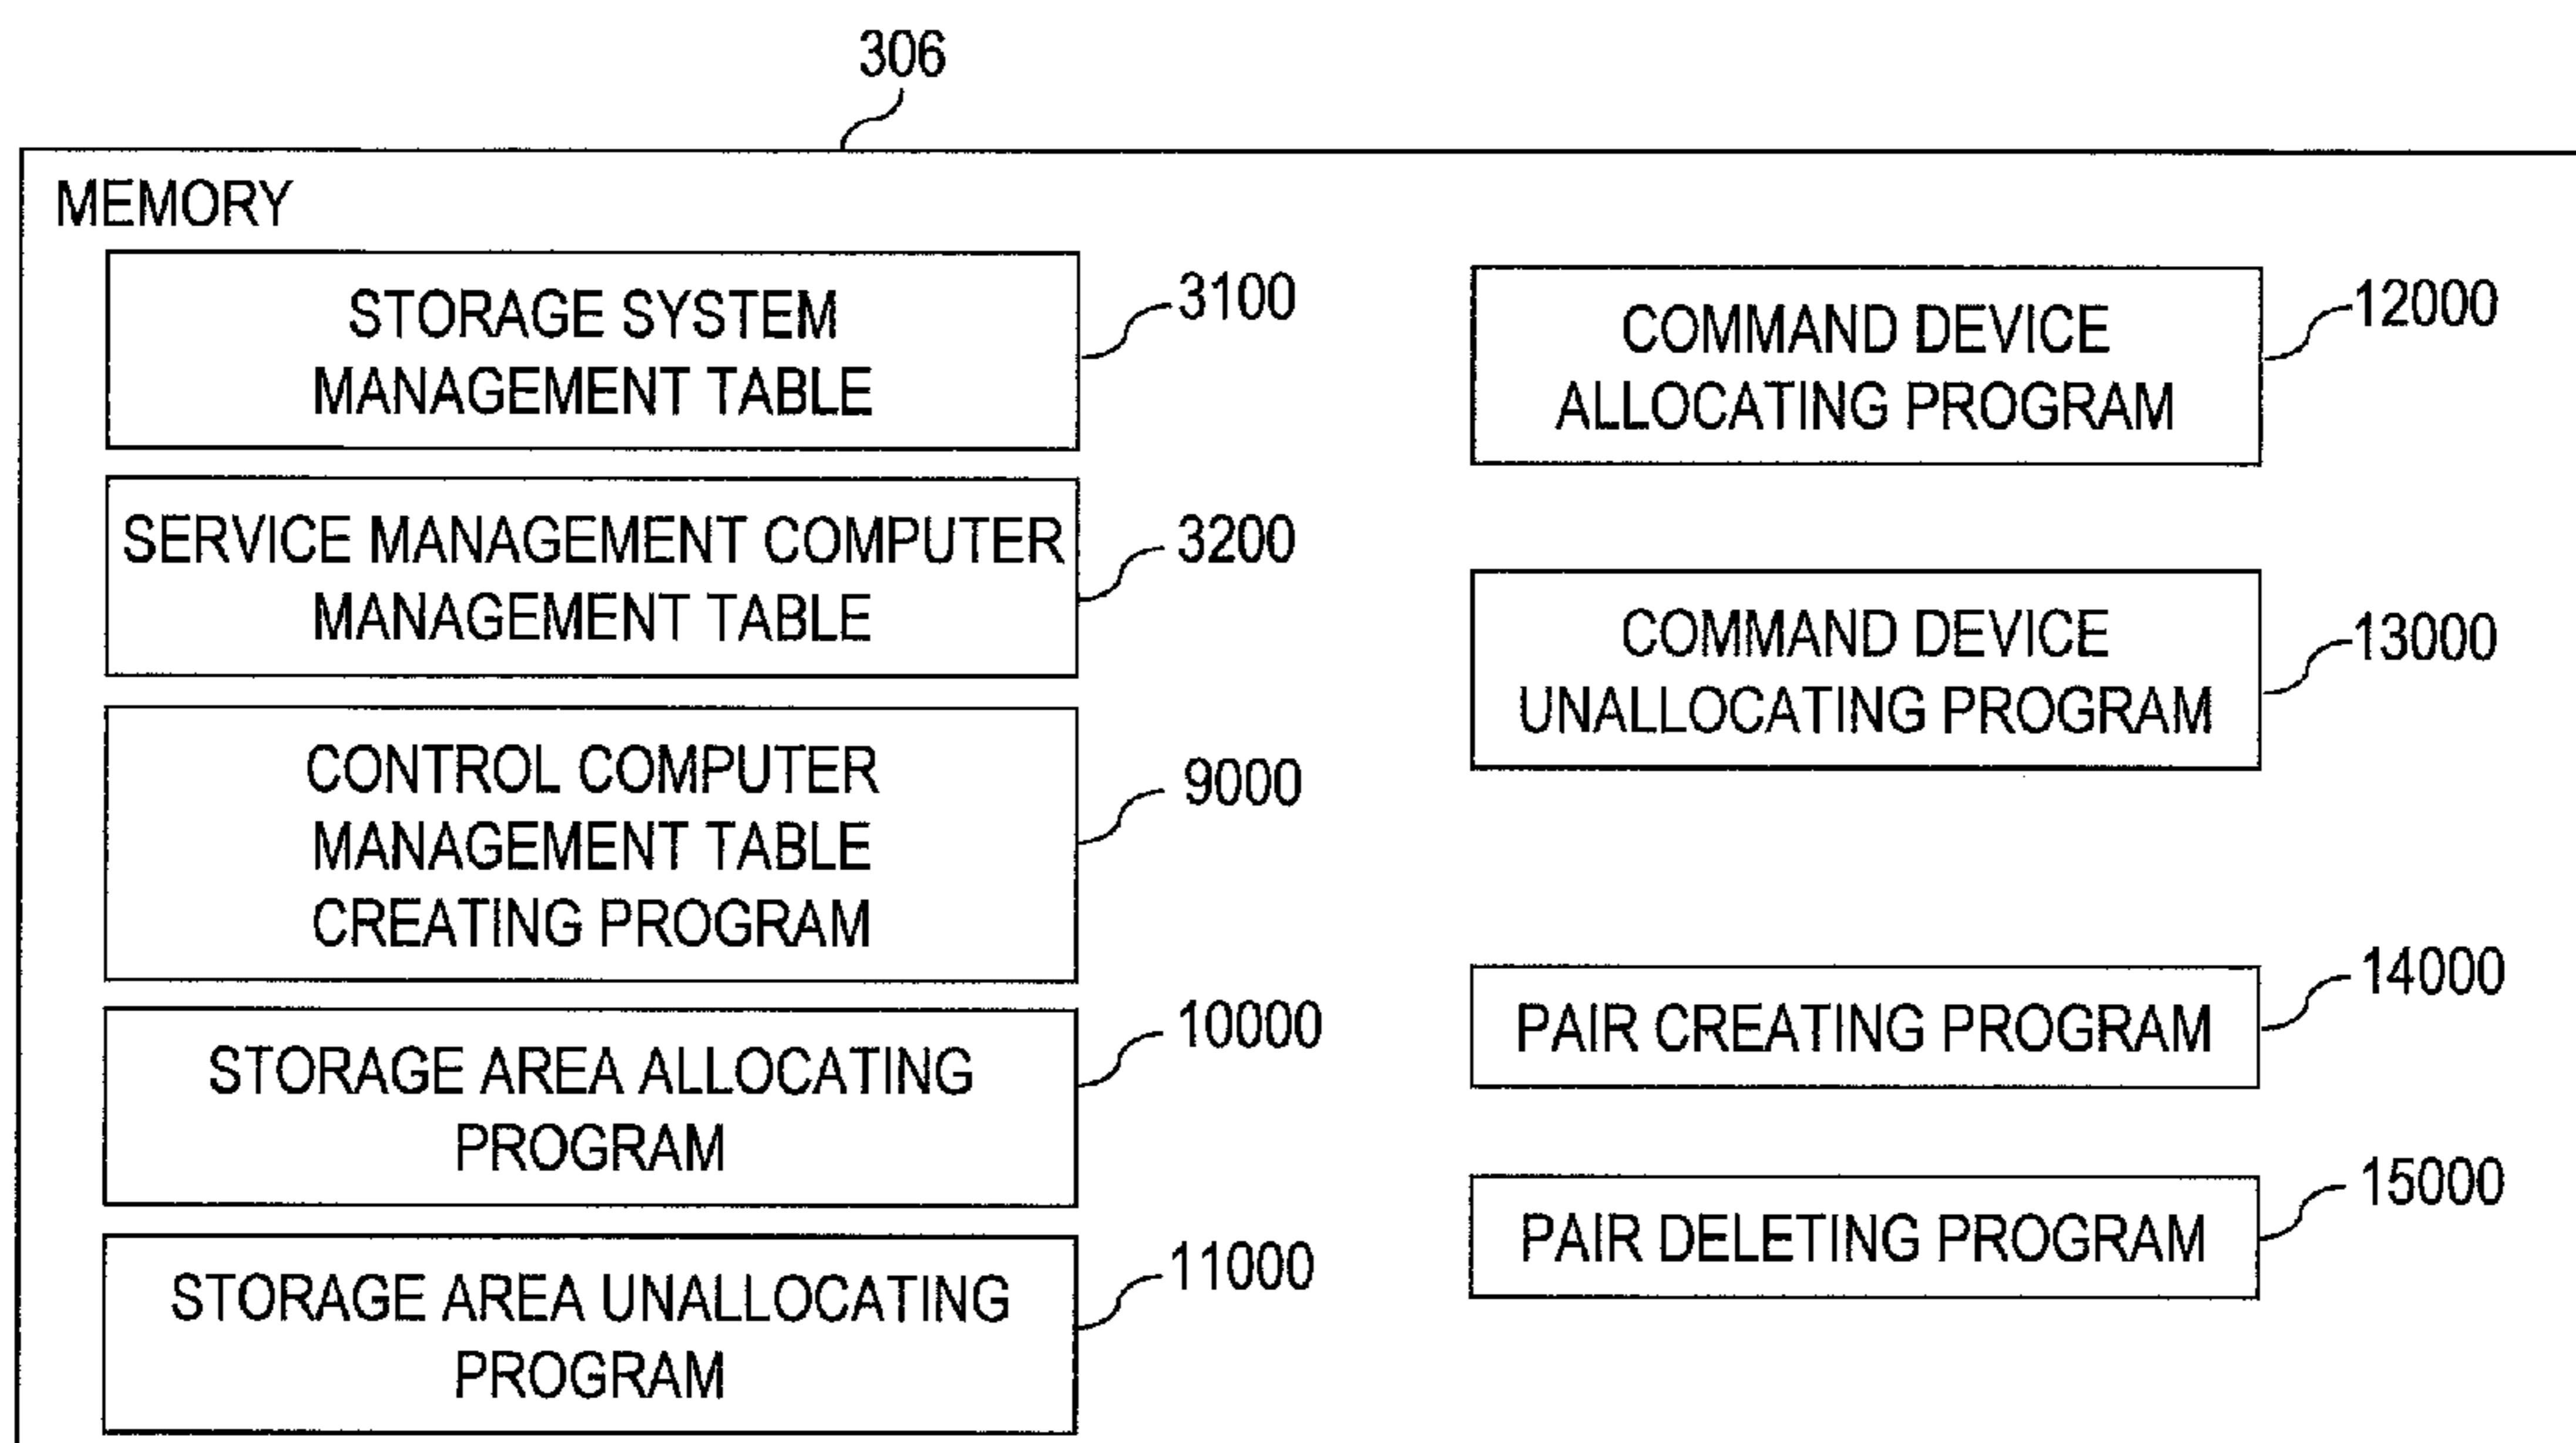 306
MEMORY
STORAGE SYSTEM
MANAGEMENT TABLE
3100
SERVICE MANAGEMENT COMPUTER
MANAGEMENT TABLE
3200
CONTROL COMPUTER
MANAGEMENT TABLE
CREATING PROGRAM
9000
STORAGE AREA ALLOCATING
PROGRAM
10000
STORAGE AREA UNALLOCATING
PROGRAM
11000
COMMAND DEVICE
ALLOCATING PROGRAM
12000
COMMAND DEVICE
UNALLOCATING PROGRAM
13000
PAIR CREATING PROGRAM
14000
PAIR DELETING PROGRAM
15000